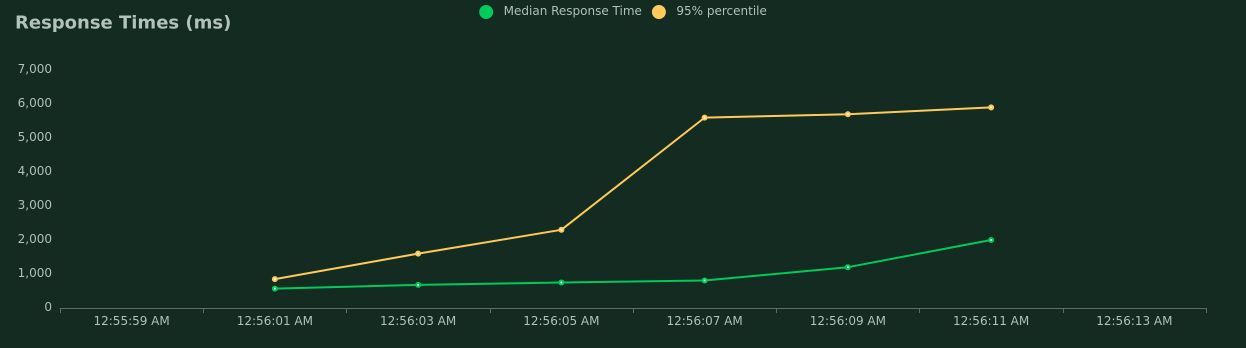 Response Times (ms)
Median Response Time
95% percentile
7,000
6,000
5,000
4,000
3,000
2,000
1,000
0
12:55:59 AM
12:56:01 AM
12:56:03 AM
12:56:05 AM
12:56:07 AM
12:56:09 AM
12:56:11 AM
12:56:13 AM